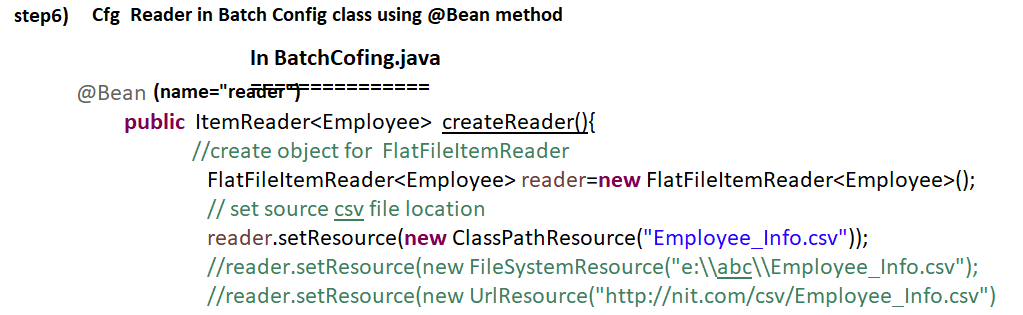 step6) Cfg Reader in Batch Config class using @Bean method
In BatchCofing.java
===============
@Bean (name="reader")
public ItemReader<Employee> createReader(){
//create object for FlatFileItemReader
FlatFileItemReader<Employee> reader=new FlatFileItemReader<Employee>();
// set source csv file location
reader.setResource(new ClassPathResource("Employee_Info.csv"));
//reader.setResource(new FileSystemResource("e:\\abc\\Employee_Info.csv");
//reader.setResource(new UrlResource("http://nit.com/csv/Employee_Info.csv")